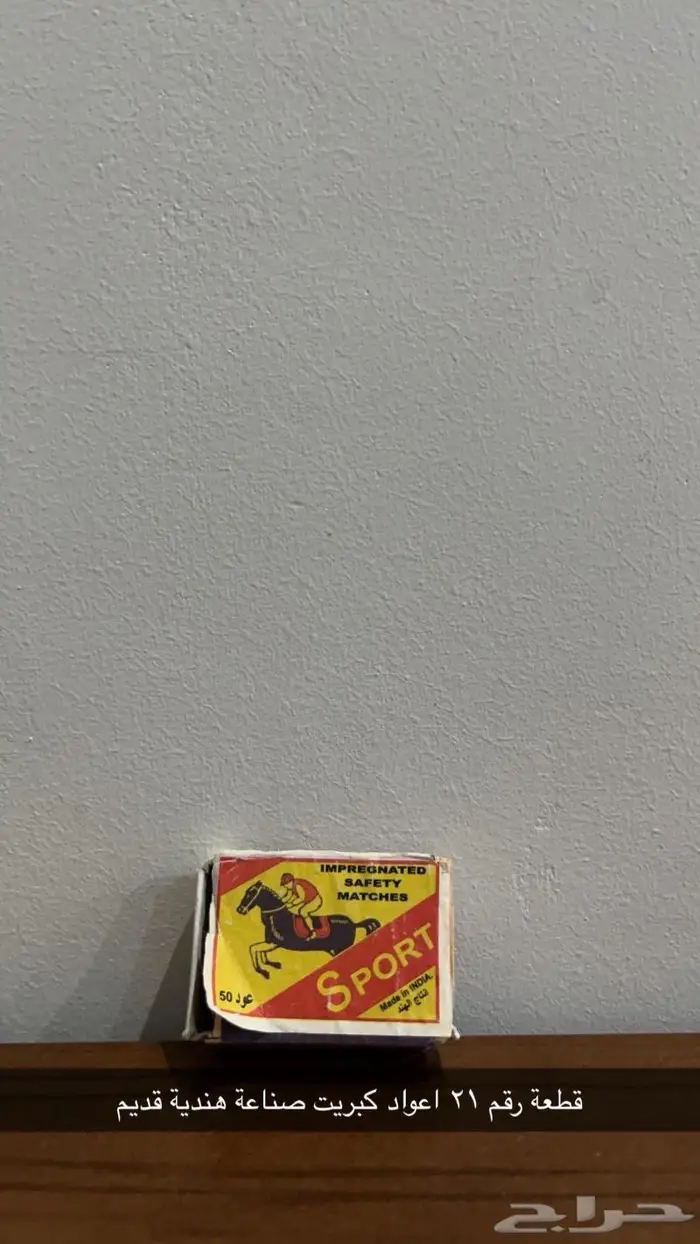 IMPREGNATED
SAFETY
MATCHES
SPORT
Made in INDIA.
انتاج الهند
50 عود
قطعة رقم ٢١ اعواد كبريت صناعة هندية قديم
حراج